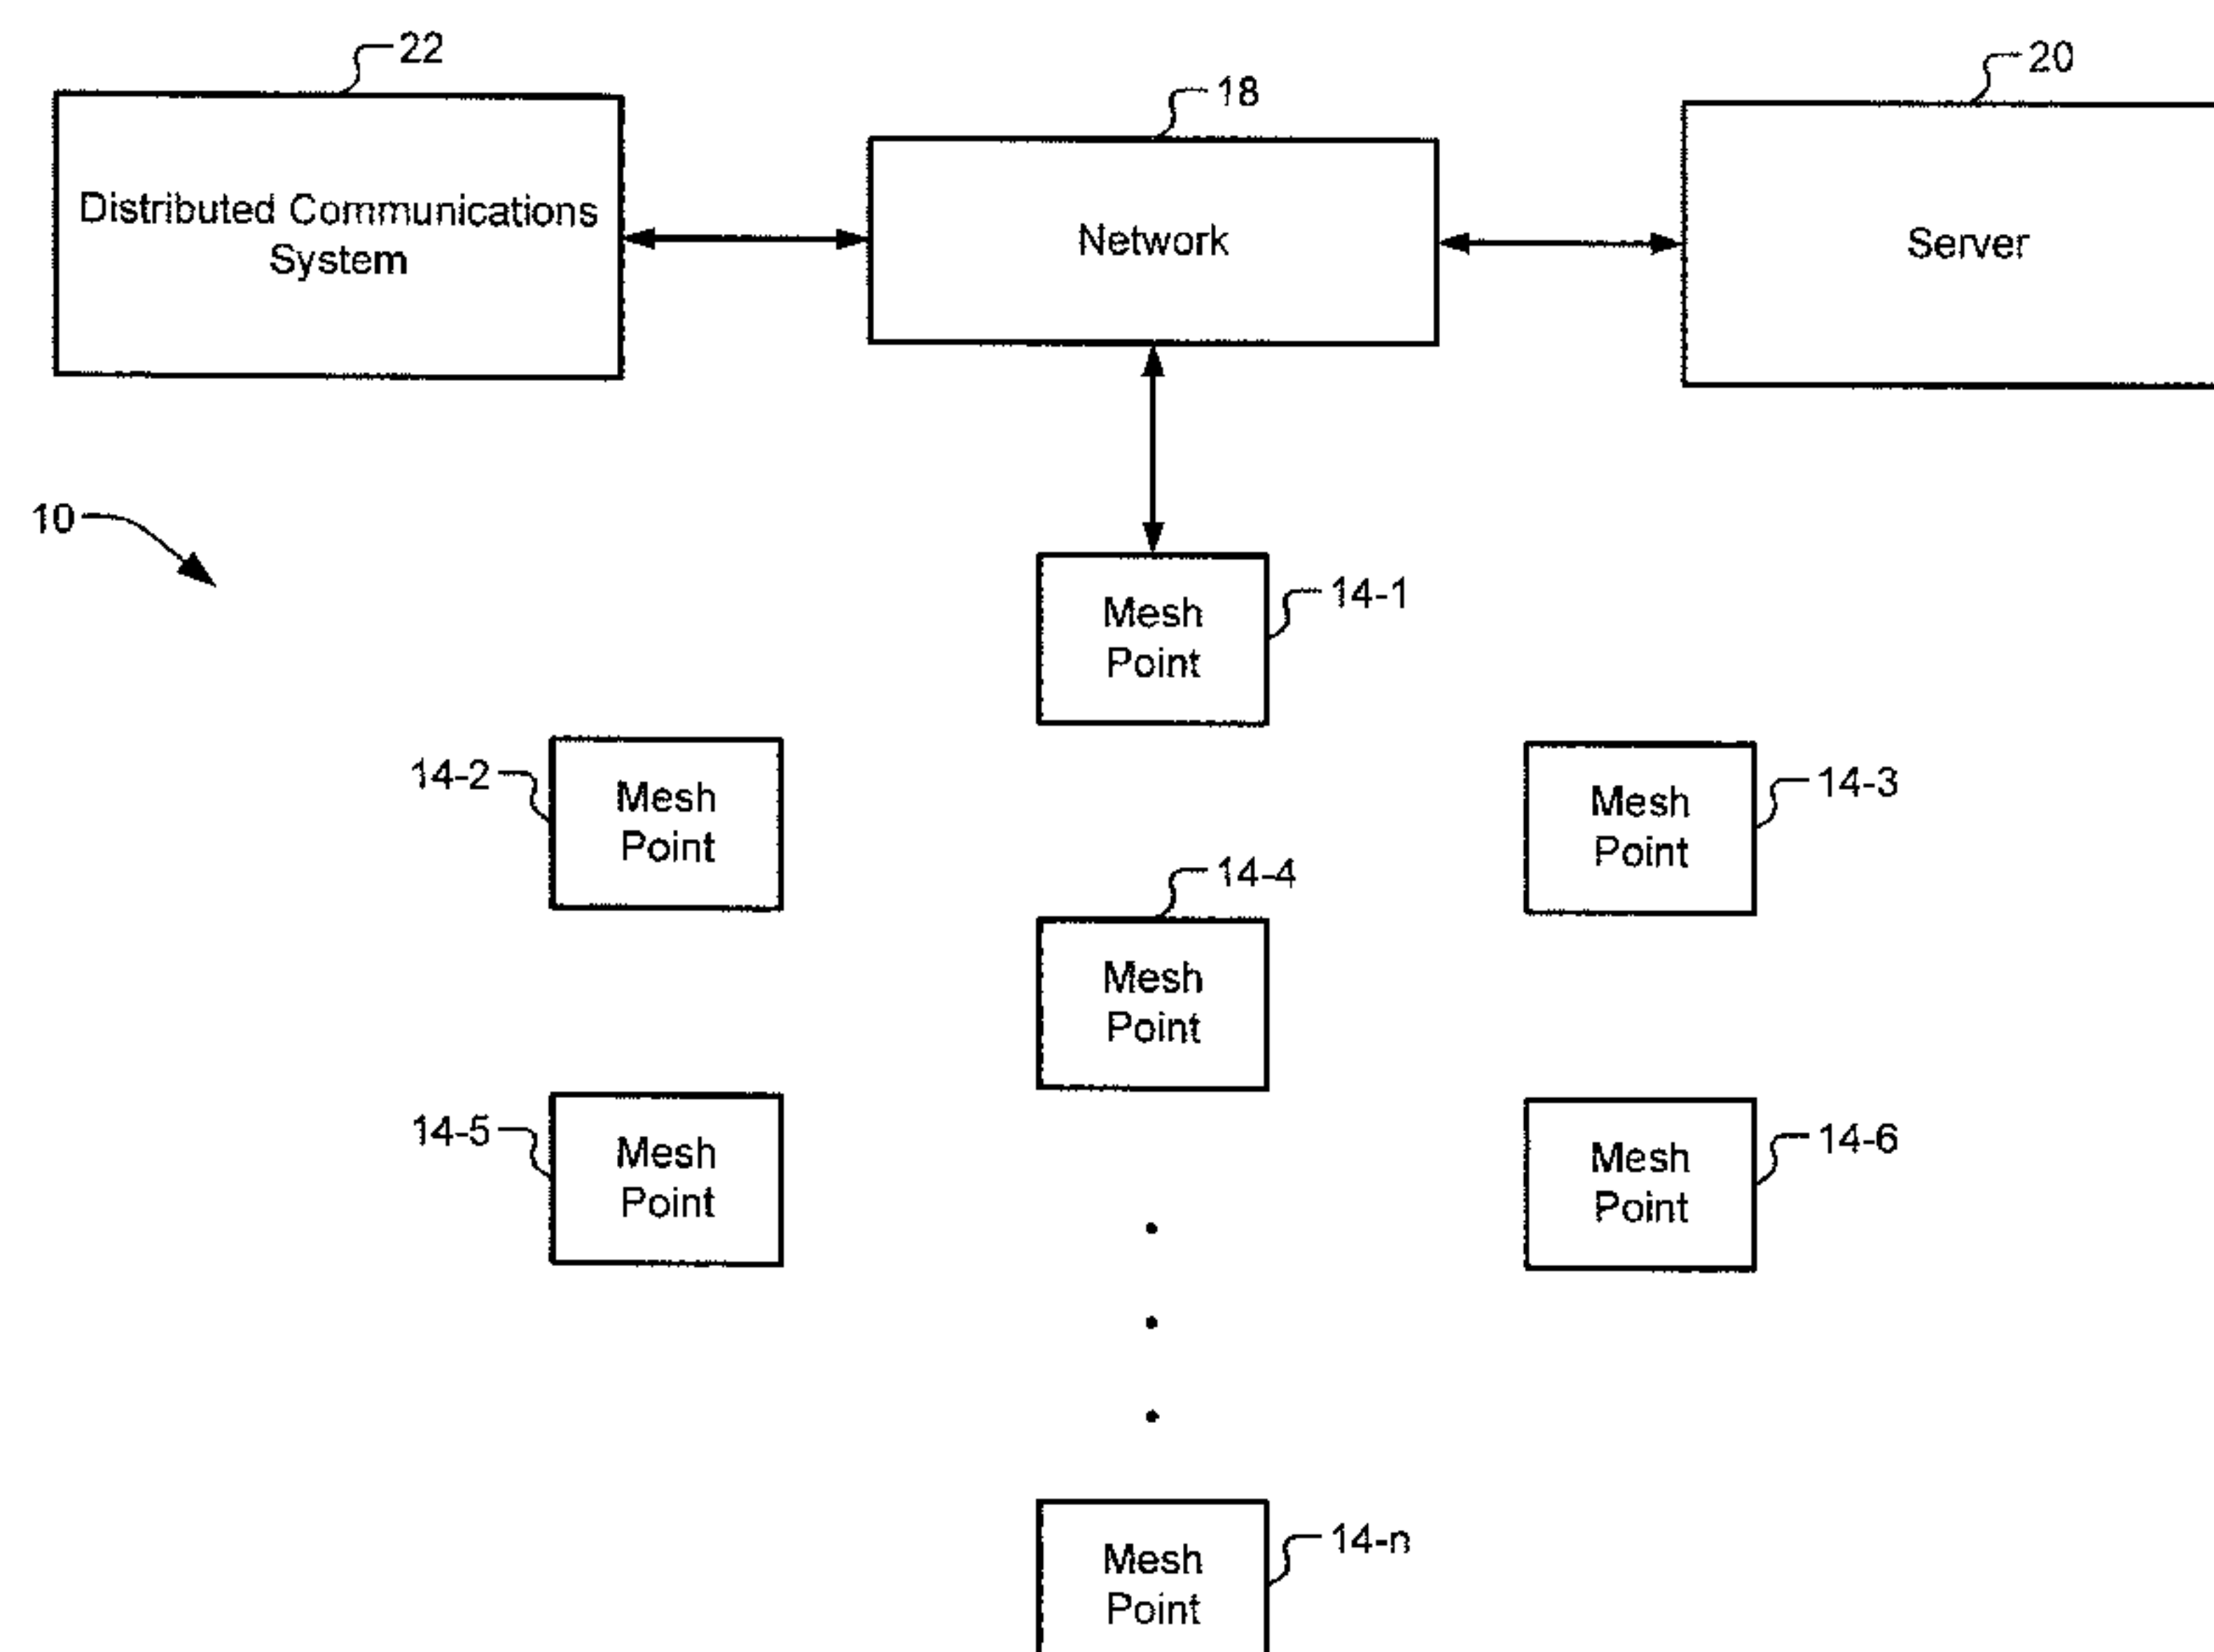 22
18
20
Distributed Communications
System
Network
Server
10
Mesh
Point
14-1
14-2
Mesh
Point
Mesh
Point
14-3
14-4
Mesh
Point
14-5
Mesh
Point
Mesh
Point
14-6
Mesh
Point
14-n